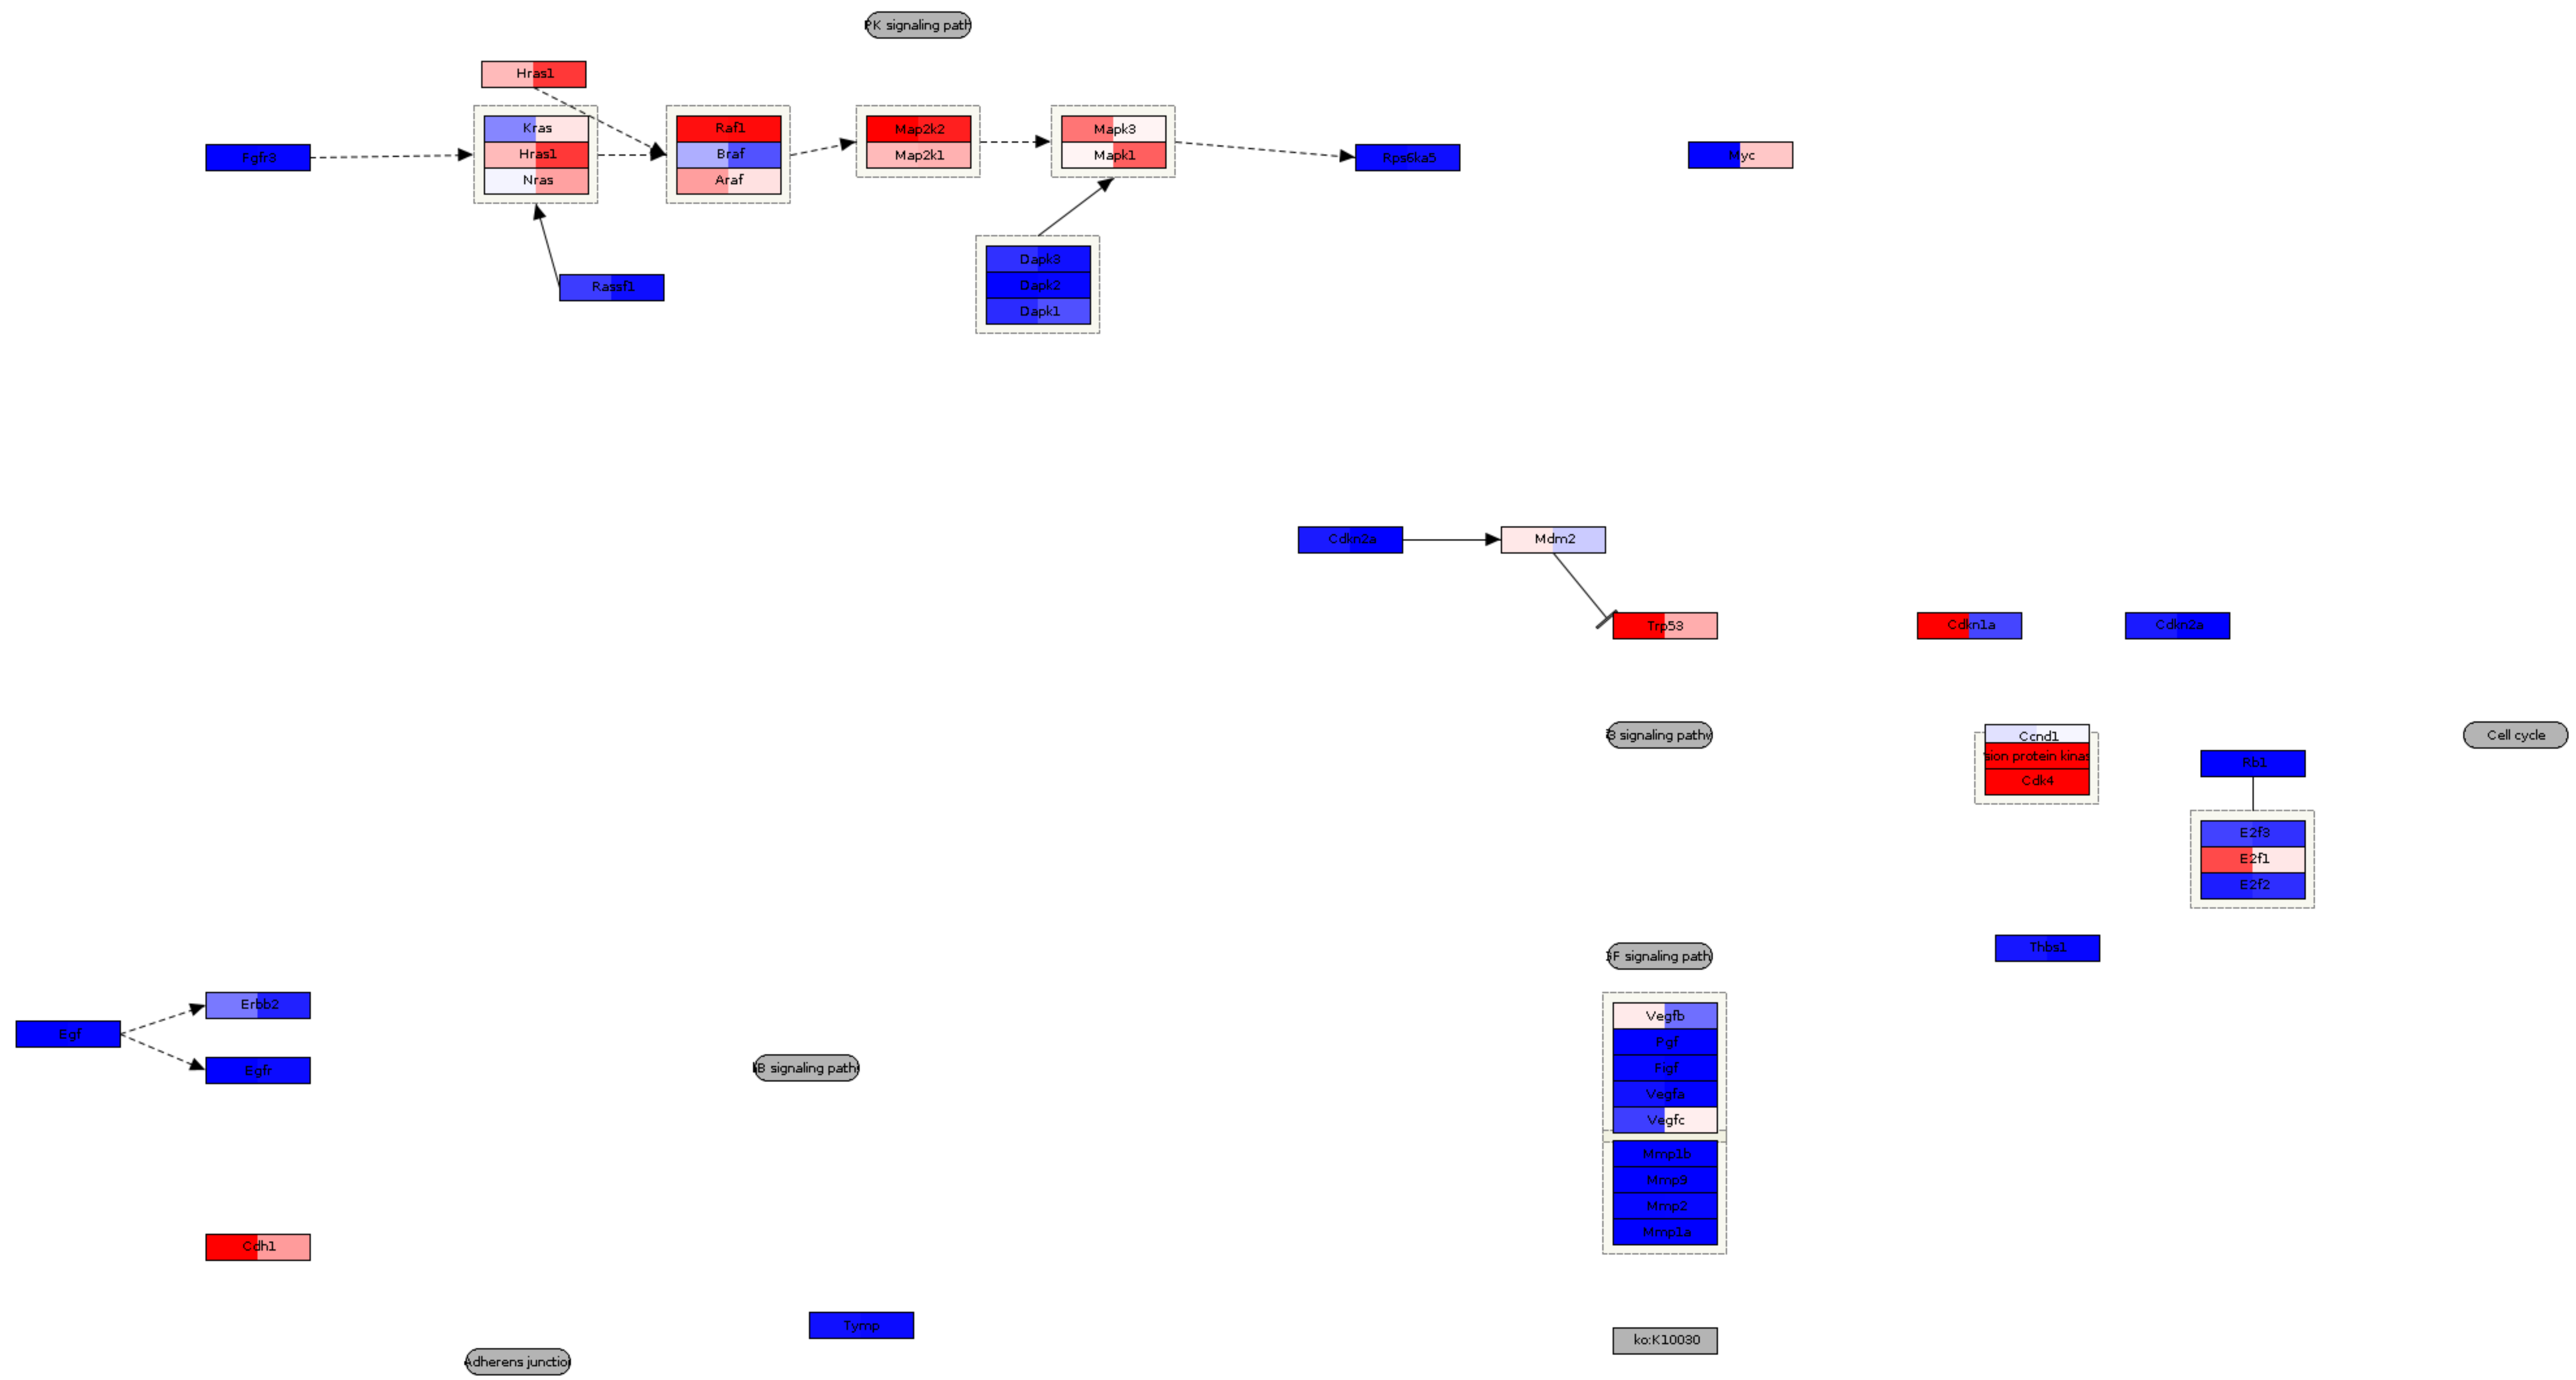 PK signaling path
Hras1
Kras
Hras1
Nras
Raf1
Braf
Araf
Map2k2
Map2k1
Mapk3
Mapk1
Fgfr3
Rps6ka5
Myc
Rassf1
Dapk3
Dapk2
Dapk1
Cdkn2a
Mdm2
Trp53
Cdkn1a
Cdkn2a
3 signaling pathw
Ccnd1
sion protein kinas
Cdk4
Rb1
Cell cycle
E2f3
E2f1
E2f2
Thbs1
GF signaling path
Erbb2
Egf
Egfr
bB signaling path
Vegfb
Pgf
Figf
Vegfa
Vegfc
Mmp1b
Mmp9
Mmp2
Mmp1a
Cdh1
Tymp
ko:K10030
Adherens junctio